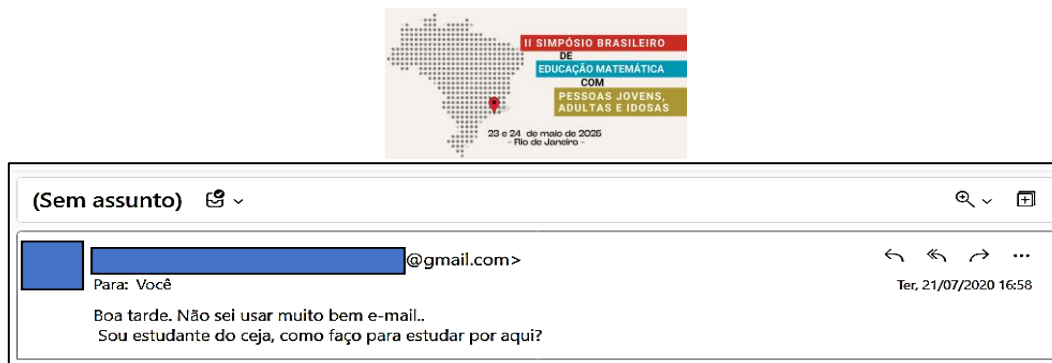 II SIMPÓSIO BRASILEIRO
DE
EDUCAÇÃO MATEMÁTICA
COM
PESSOAS JOVENS,
ADULTAS E IDOSAS
23 e 24 de maio de 2025
- Rio de Janeiro -
(Sem assunto)
@gmail.com>
Para: Você
Ter, 21/07/2020 16:58
Boa tarde. Não sei usar muito bem e-mail..
Sou estudante do ceja, como faço para estudar por aqui?